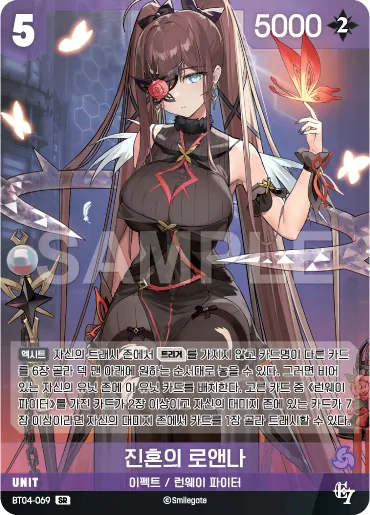 5
5000 2
SAMPLE
엑시트 자신의 트래시 존에서 트리거 를 가지지 않고 카드명이 다른 카드
를 6장 골라 덱 맨 아래에 원하는 순서대로 놓을 수 있다. 그러면 비어
있는 자신의 유닛 존에 이 유닛 카드를 배치한다. 고른 카드 중 《런웨이
파이터》를 가진 카드가 2장 이상이고 자신의 대미지 존에 있는 카드가 7
장 이상이라면 자신의 대미지 존에서 카드를 1장 골라 트래시할 수 있다.
진혼의 로앤나
UNIT
이펙트 / 런웨이 파이터
BT04-069 SR
©Smilegate